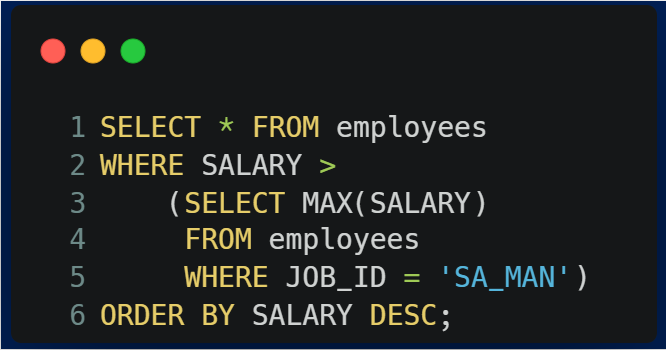 1 SELECT * FROM employees
2 WHERE SALARY >
3     (SELECT MAX(SALARY)
4      FROM employees
5      WHERE JOB_ID = 'SA_MAN')
6 ORDER BY SALARY DESC;